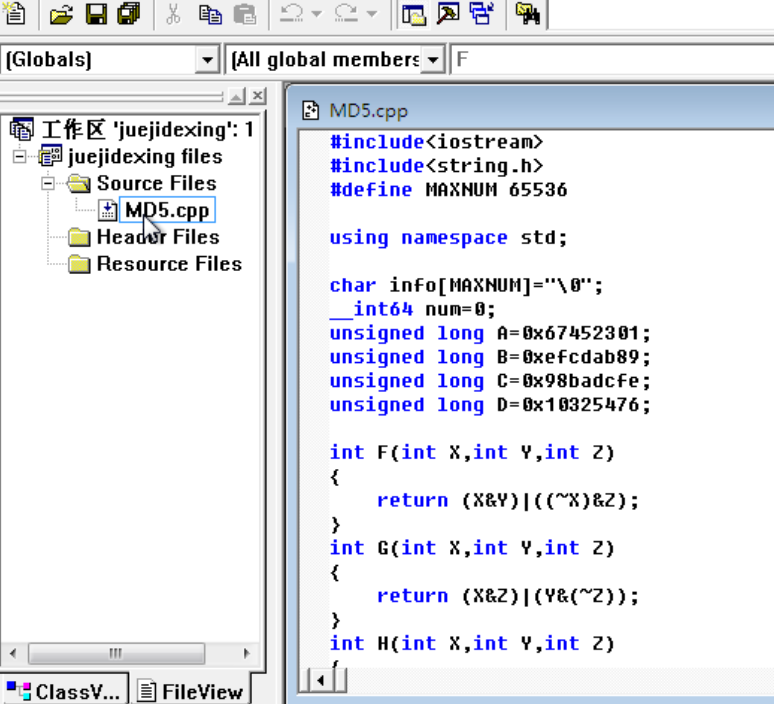 (Globals)
(All global members
F
工作区 'juejidexing': 1
juejidexing files
Source Files
MD5.cpp
Header Files
Resource Files
ClassV...
FileView
MD5.cpp
#include<iostream>
#include<string.h>
#define MAXNUM 65536
using namespace std;
char info[MAXNUM]="\0";
__int64 num=0;
unsigned long A=0x67452301;
unsigned long B=0xefcdab89;
unsigned long C=0x98badcfe;
unsigned long D=0x10325476;
int F(int X,int Y,int Z)
{
return (X&Y)|((~X)&Z);
}
int G(int X,int Y,int Z)
{
return (X&Z)|(Y&(~Z));
}
int H(int X,int Y,int Z)
{